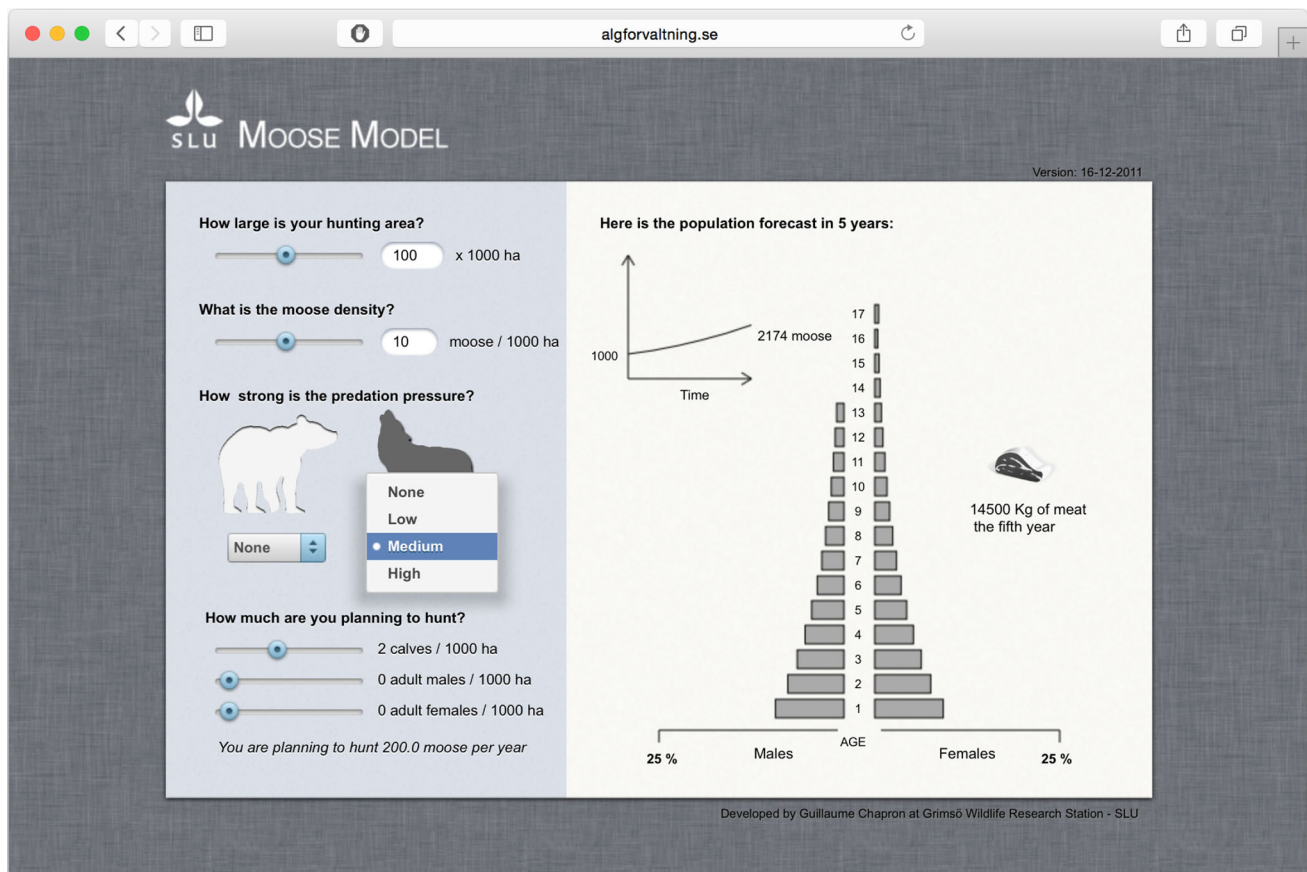 algforvaltning.se
SLU MOOSE MODEL
Version: 16-12-2011
How large is your hunting area?
100 x 1000 ha
What is the moose density?
10 moose / 1000 ha
How strong is the predation pressure?
None
None
Low
Medium
High
How much are you planning to hunt?
2 calves / 1000 ha
0 adult males / 1000 ha
0 adult females / 1000 ha
You are planning to hunt 200.0 moose per year
Here is the population forecast in 5 years:
1000
2174 moose
Time
17
16
15
14
13
12
11
10
9
8
7
6
5
4
3
2
1
AGE
25 %
Males
Females
25 %
14500 Kg of meat
the fifth year
Developed by Guillaume Chapron at Grimsö Wildlife Research Station - SLU